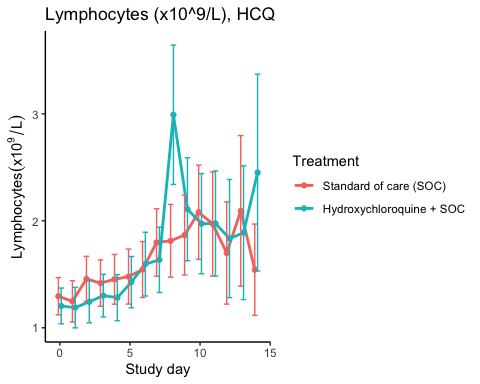 Lymphocytes (x10^9/L), HCQ
Lymphocytes(x10⁹/L)
3
2
1
0
5
10
15
Study day
Treatment
Standard of care (SOC)
Hydroxychloroquine + SOC